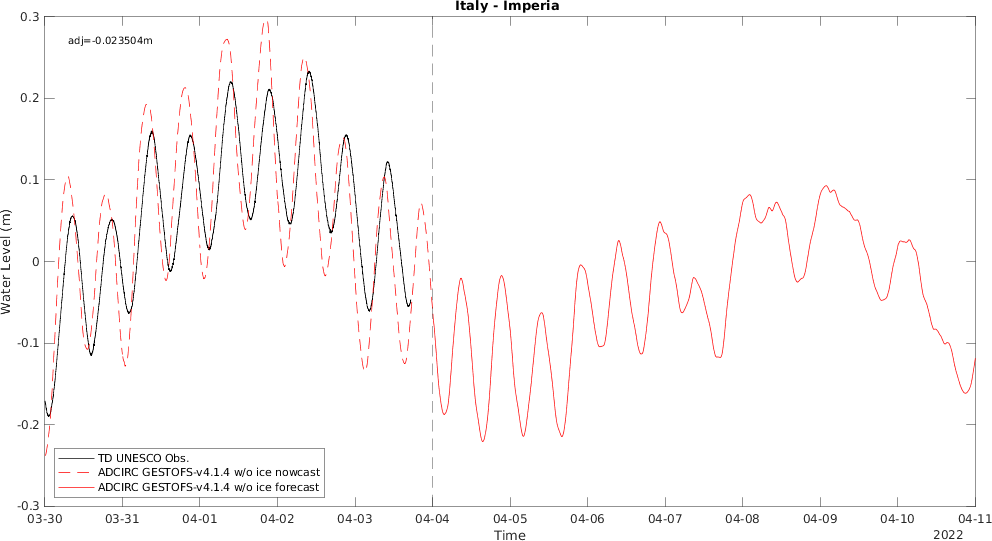 Italy - Imperia
adj=-0.023504m
0.3
0.2
0.1
0
-0.1
-0.2
-0.3
Water Level (m)
TD UNESCO Obs.
ADCIRC GESTOFS-v4.1.4 w/o ice nowcast
ADCIRC GESTOFS-v4.1.4 w/o ice forecast
03-30 03-31 04-01 04-02 04-03 04-04 04-05 04-06 04-07 04-08 04-09 04-10 04-11
Time
2022